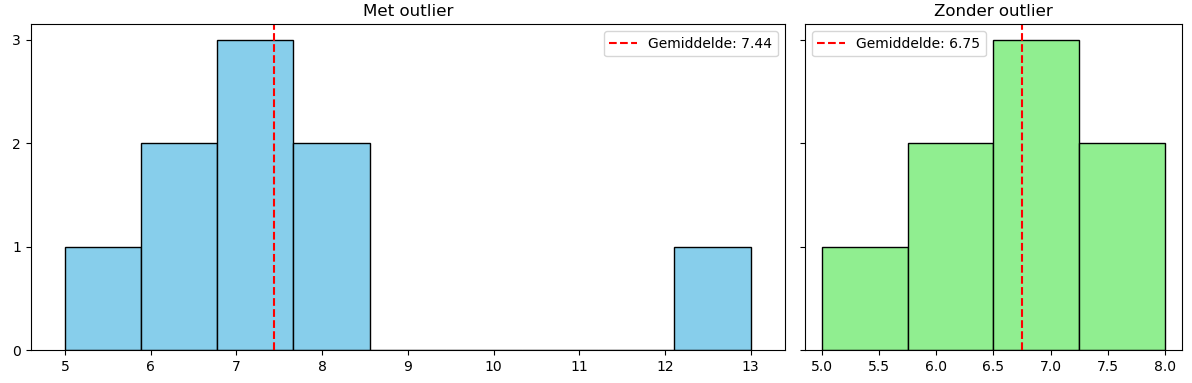 Met outlier
Gemiddelde: 7.44
3
2
1
0
5 6 7 8 9 10 11 12 13
Zonder outlier
Gemiddelde: 6.75
5.0 5.5 6.0 6.5 7.0 7.5 8.0